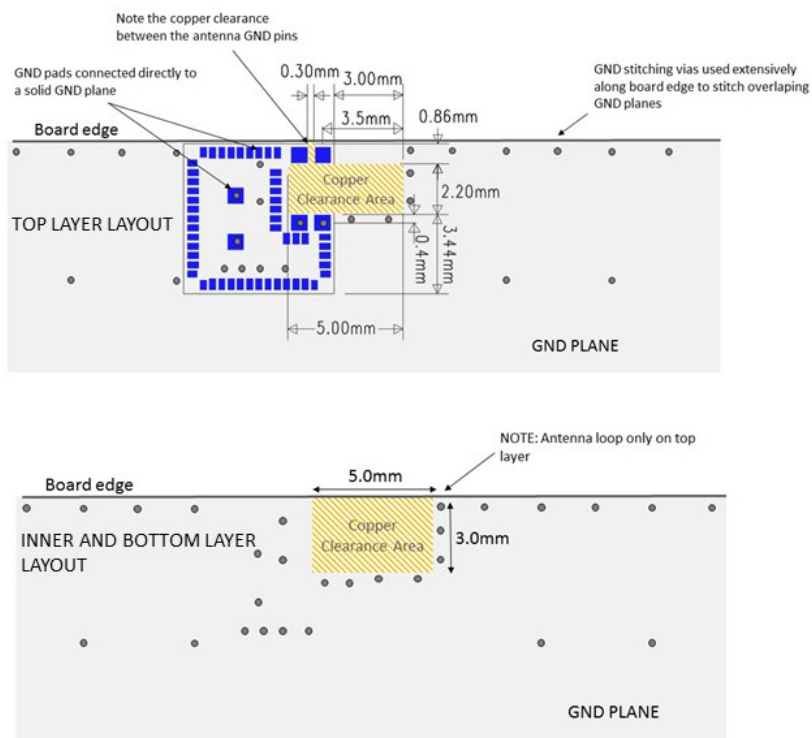 Note the copper clearance
between the antenna GND pins
GND pads connected directly to
a solid GND plane
0.30mm
3.00mm
GND stitching vias used extensively
along board edge to stitch overlaping
GND planes
3.5mm
0.86mm
Board edge
Copper
Clearance Area
2.20mm
TOP LAYER LAYOUT
0.4mm
3.44mm
5.00mm
GND PLANE
NOTE: Antenna loop only on top
layer
5.0mm
Board edge
Copper
Clearance Area
3.0mm
INNER AND BOTTOM LAYER
LAYOUT
GND PLANE